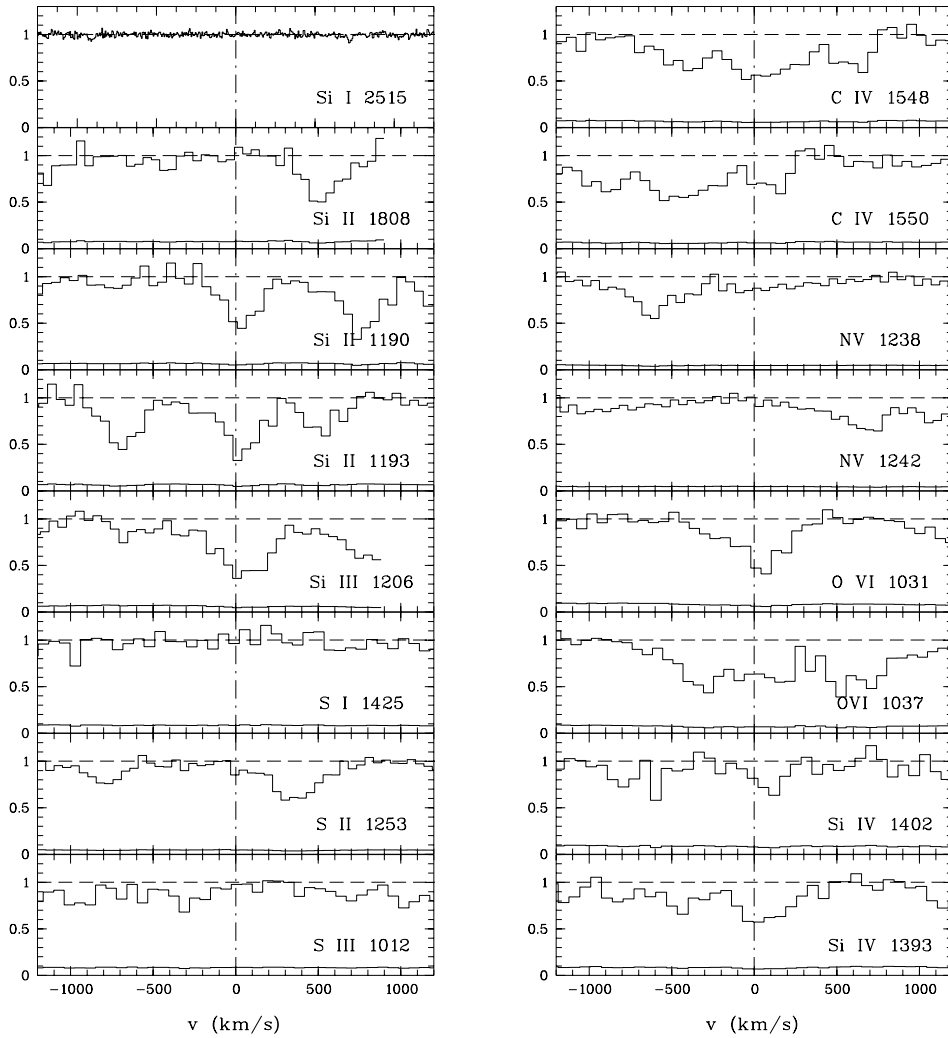 1
0.5
0
Si I 2515
1
0.5
0
Si II 1808
1
0.5
0
Si II 1190
1
0.5
0
Si II 1193
1
0.5
0
Si III 1206
1
0.5
0
S I 1425
1
0.5
0
S II 1253
1
0.5
0
S III 1012
−1000 −500 0 500 1000
v (km/s)
1
0.5
0
C IV 1548
1
0.5
0
C IV 1550
1
0.5
0
NV 1238
1
0.5
0
NV 1242
1
0.5
0
O VI 1031
1
0.5
0
OVI 1037
1
0.5
0
Si IV 1402
1
0.5
0
Si IV 1393
−1000 −500 0 500 1000
v (km/s)